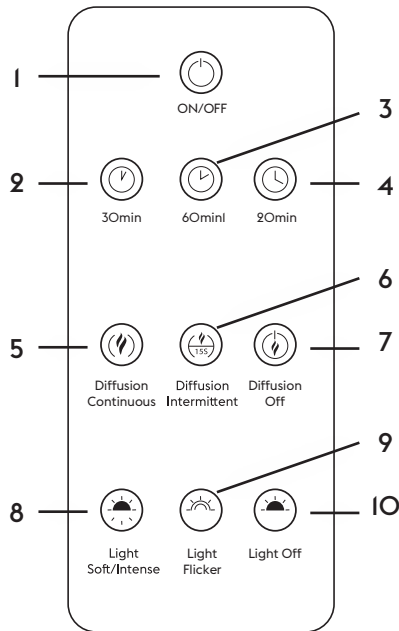 1
ON/OFF
3
2
4
30min
60minl
20min
6
5
(15S)
7
Diffusion
Continuous
Diffusion
Intermittent
Diffusion
Off
9
8
10
Light
Soft/Intense
Light
Flicker
Light Off